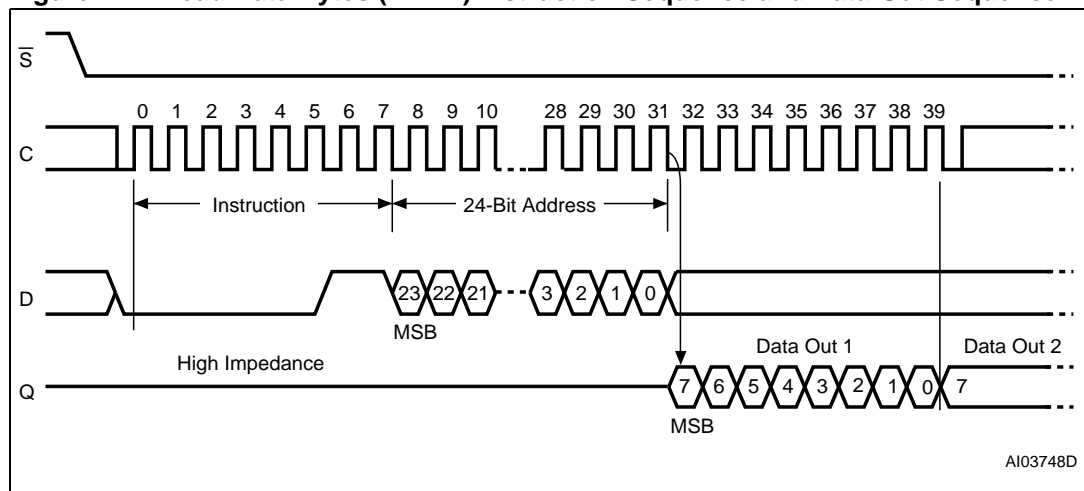 S
0 1 2 3 4 5 6 7 8 9 10 28 29 30 31 32 33 34 35 36 37 38 39
C
Instruction 24-Bit Address
D
23 22 21 3 2 1 0
MSB
High Impedance
Data Out 1 Data Out 2
Q
7 6 5 4 3 2 1 0 7
MSB
AI03748D